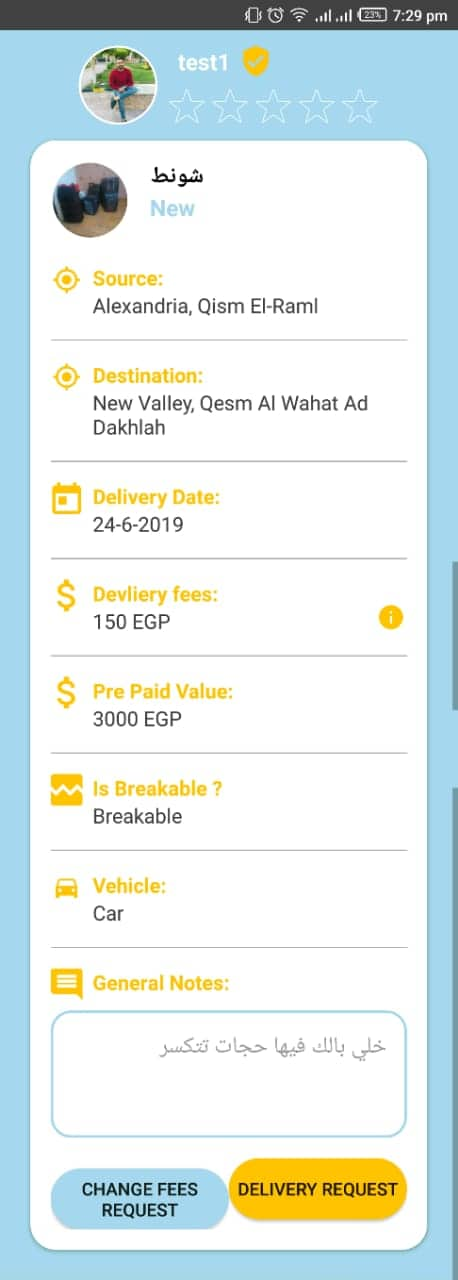 23% 7:29 pm
test1
شونط
New
Source:
Alexandria, Qism El-Raml
Destination:
New Valley, Qesm Al Wahat Ad
Dakhlah
Delivery Date:
24-6-2019
Devliery fees:
150 EGP
Pre Paid Value:
3000 EGP
Is Breakable ?
Breakable
Vehicle:
Car
General Notes:
خلي بالك فيها حجات تتكسر
CHANGE FEES
REQUEST
DELIVERY REQUEST